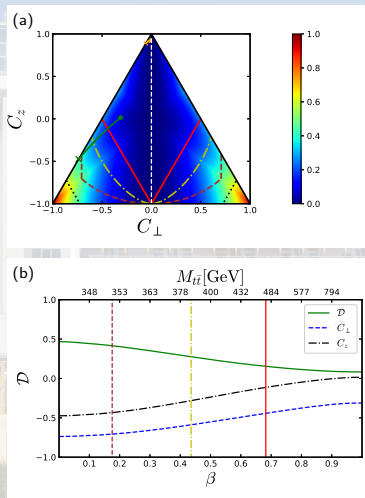 (a)
C_z
1.0
0.5
0.0
−0.5
−1.0
−1.0 −0.5 0.0 0.5 1.0
C_⊥
1.0
0.8
0.6
0.4
0.2
0.0
(b)
M_{tt̄}[GeV]
348 353 363 378 400 432 484 577 794
𝒟
1.0
0.5
0.0
−0.5
−1.0
𝒟
C_⊥
C_z
0.1 0.2 0.3 0.4 0.5 0.6 0.7 0.8 0.9
β